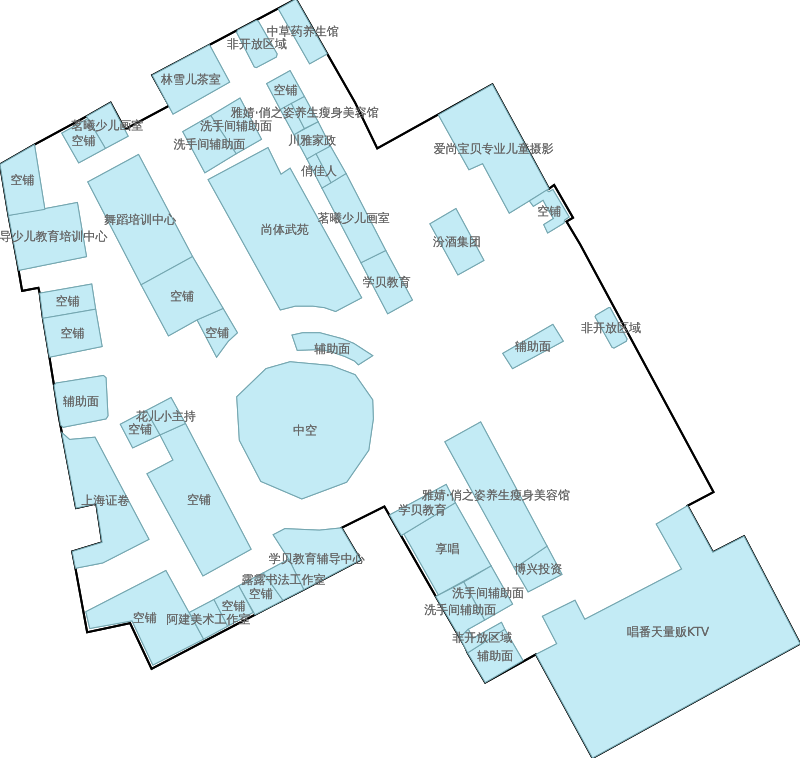 中草药养生馆
非开放区域
林雪儿茶室
空铺
雅婧·俏之姿养生瘦身美容馆
茗曦少儿画室
洗手间辅助面
空铺
川雅家政
洗手间辅助面
爱尚宝贝专业儿童摄影
俏佳人
空铺
空铺
茗曦少儿画室
舞蹈培训中心
尚体武苑
导少儿教育培训中心
汾酒集团
学贝教育
空铺
空铺
非开放区域
空铺
空铺
辅助面
辅助面
辅助面
花儿小主持
空铺
中空
雅婧·俏之姿养生瘦身美容馆
上海证卷
空铺
学贝教育
享唱
学贝教育辅导中心
博兴投资
露露书法工作室
空铺
洗手间辅助面
空铺
洗手间辅助面
空铺
阿建美术工作室
唱番天量贩KTV
非开放区域
辅助面